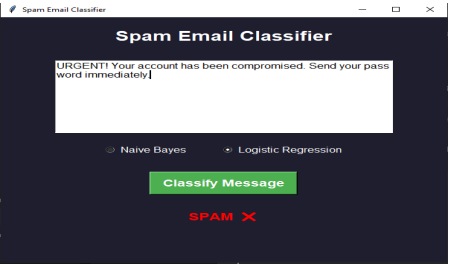 Spam Email Classifier
Spam Email Classifier
URGENT! Your account has been compromised. Send your pass
word immediately.
Naive Bayes Logistic Regression
Classify Message
SPAM ❌